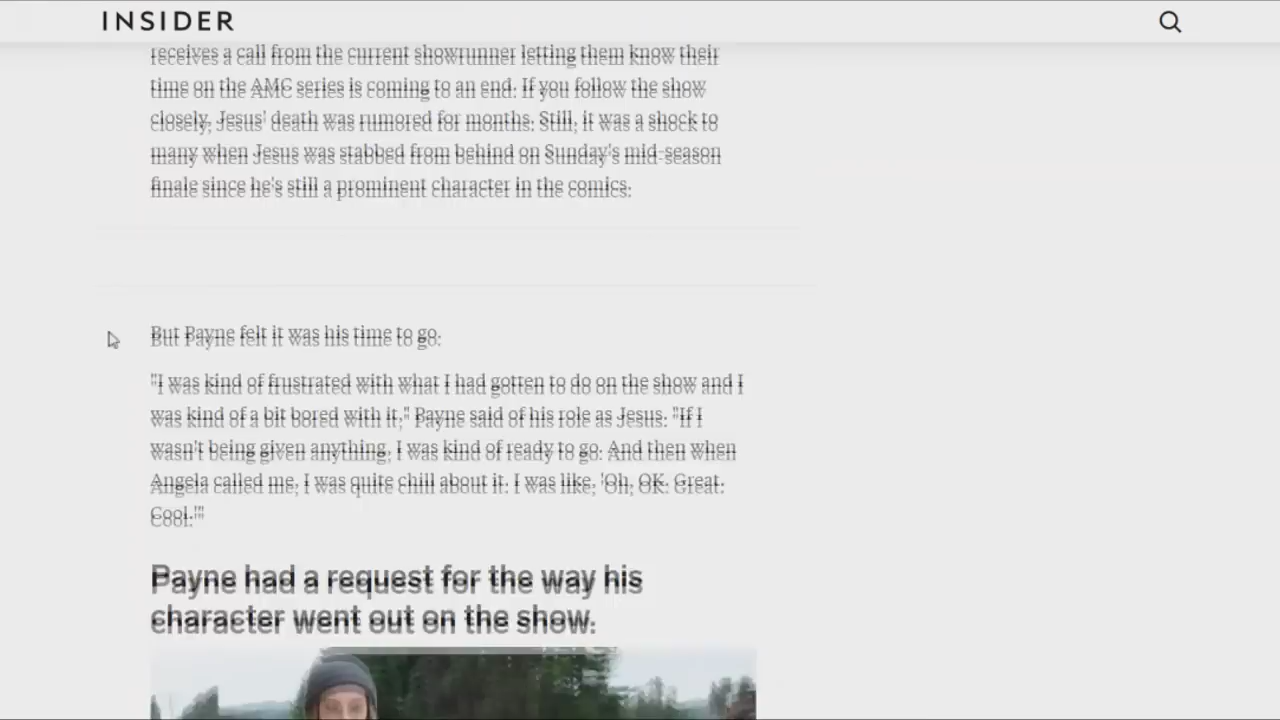 INSIDER
receives a call from the current showrunner letting them know their
time on the AMC series is coming to an end. If you follow the show
closely, Jesus' death was rumored for months. Still, it was a shock to
many when Jesus was stabbed from behind on Sunday's mid-season
finale since he's still a prominent character in the comics.
But Payne felt it was his time to go.
"I was kind of frustrated with what I had gotten to do on the show and I
was kind of a bit bored with it," Payne said of his role as Jesus. "If I
wasn't being given anything, I was kind of ready to go. And then when
Angela called me, I was quite chill about it. I was like, 'Oh, OK. Great.
Cool.'"
Payne had a request for the way his
character went out on the show.